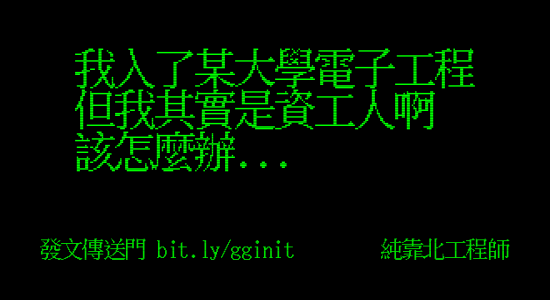 我入了某大學電子工程
但我其實是資工人啊
該怎麼辦...
發文傳送門 bit.ly/gginit
純靠北工程師